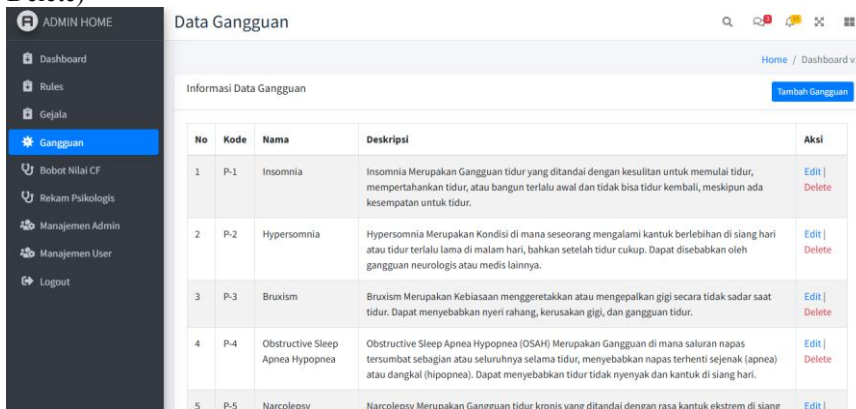 Delete)
ADMIN HOME
Data Gangguan
Home / Dashboard v
Dashboard
Rules
Gejala
Gangguan
Bobot Nilai CF
Rekam Psikologis
Manajemen Admin
Manajemen User
Logout
Informasi Data Gangguan
Tambah Gangguan
No Kode Nama Deskripsi Aksi
1 P-1 Insomnia Insomnia Merupakan Gangguan tidur yang ditandai dengan kesulitan untuk memulai tidur, Edit |
mempertahankan tidur, atau bangun terlalu awal dan tidak bisa tidur kembali, meskipun ada Delete
kesempatan untuk tidur.
2 P-2 Hypersomnia Hypersomnia Merupakan Kondisi di mana seseorang mengalami kantuk berlebihan di siang hari Edit |
atau tidur terlalu lama di malam hari, bahkan setelah tidur cukup. Dapat disebabkan oleh Delete
gangguan neurologis atau medis lainnya.
3 P-3 Bruxism Bruxism Merupakan Kebiasaan menggeretakkan atau mengepalkan gigi secara tidak sadar saat Edit |
tidur. Dapat menyebabkan nyeri rahang, kerusakan gigi, dan gangguan tidur. Delete
4 P-4 Obstructive Sleep Obstructive Sleep Apnea Hypopnea (OSAH) Merupakan Gangguan di mana saluran napas Edit |
Apnea Hypopnea tersumbat sebagian atau seluruhnya selama tidur, menyebabkan napas terhenti sejenak (apnea) Delete
atau dangkal (hipopnea). Dapat menyebabkan tidur tidak nyenyak dan kantuk di siang hari.
5 P-5 Narcolepsy Narcolepsy Merupakan Gangguan tidur kronis yang ditandai dengan rasa kantuk ekstrem di siang Edit |